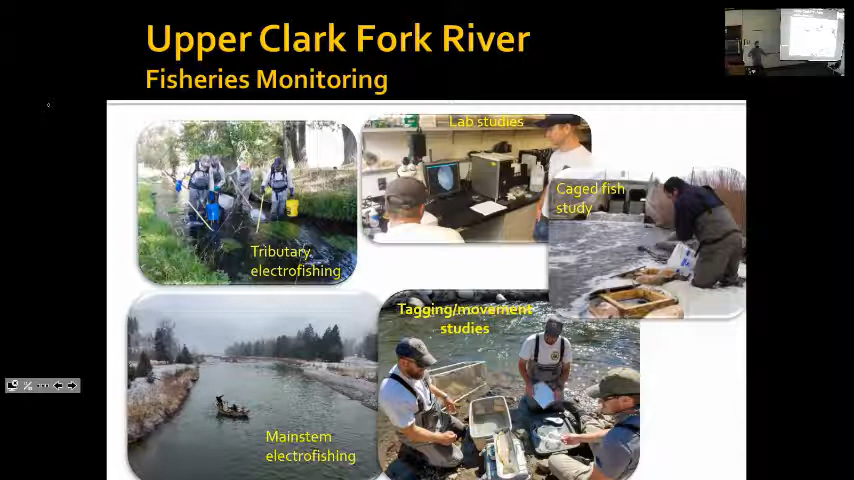 Upper Clark Fork River
Fisheries Monitoring
Lab studies
Caged fish
study
Tributary
electrofishing
Tagging/movement
studies
Mainstem
electrofishing